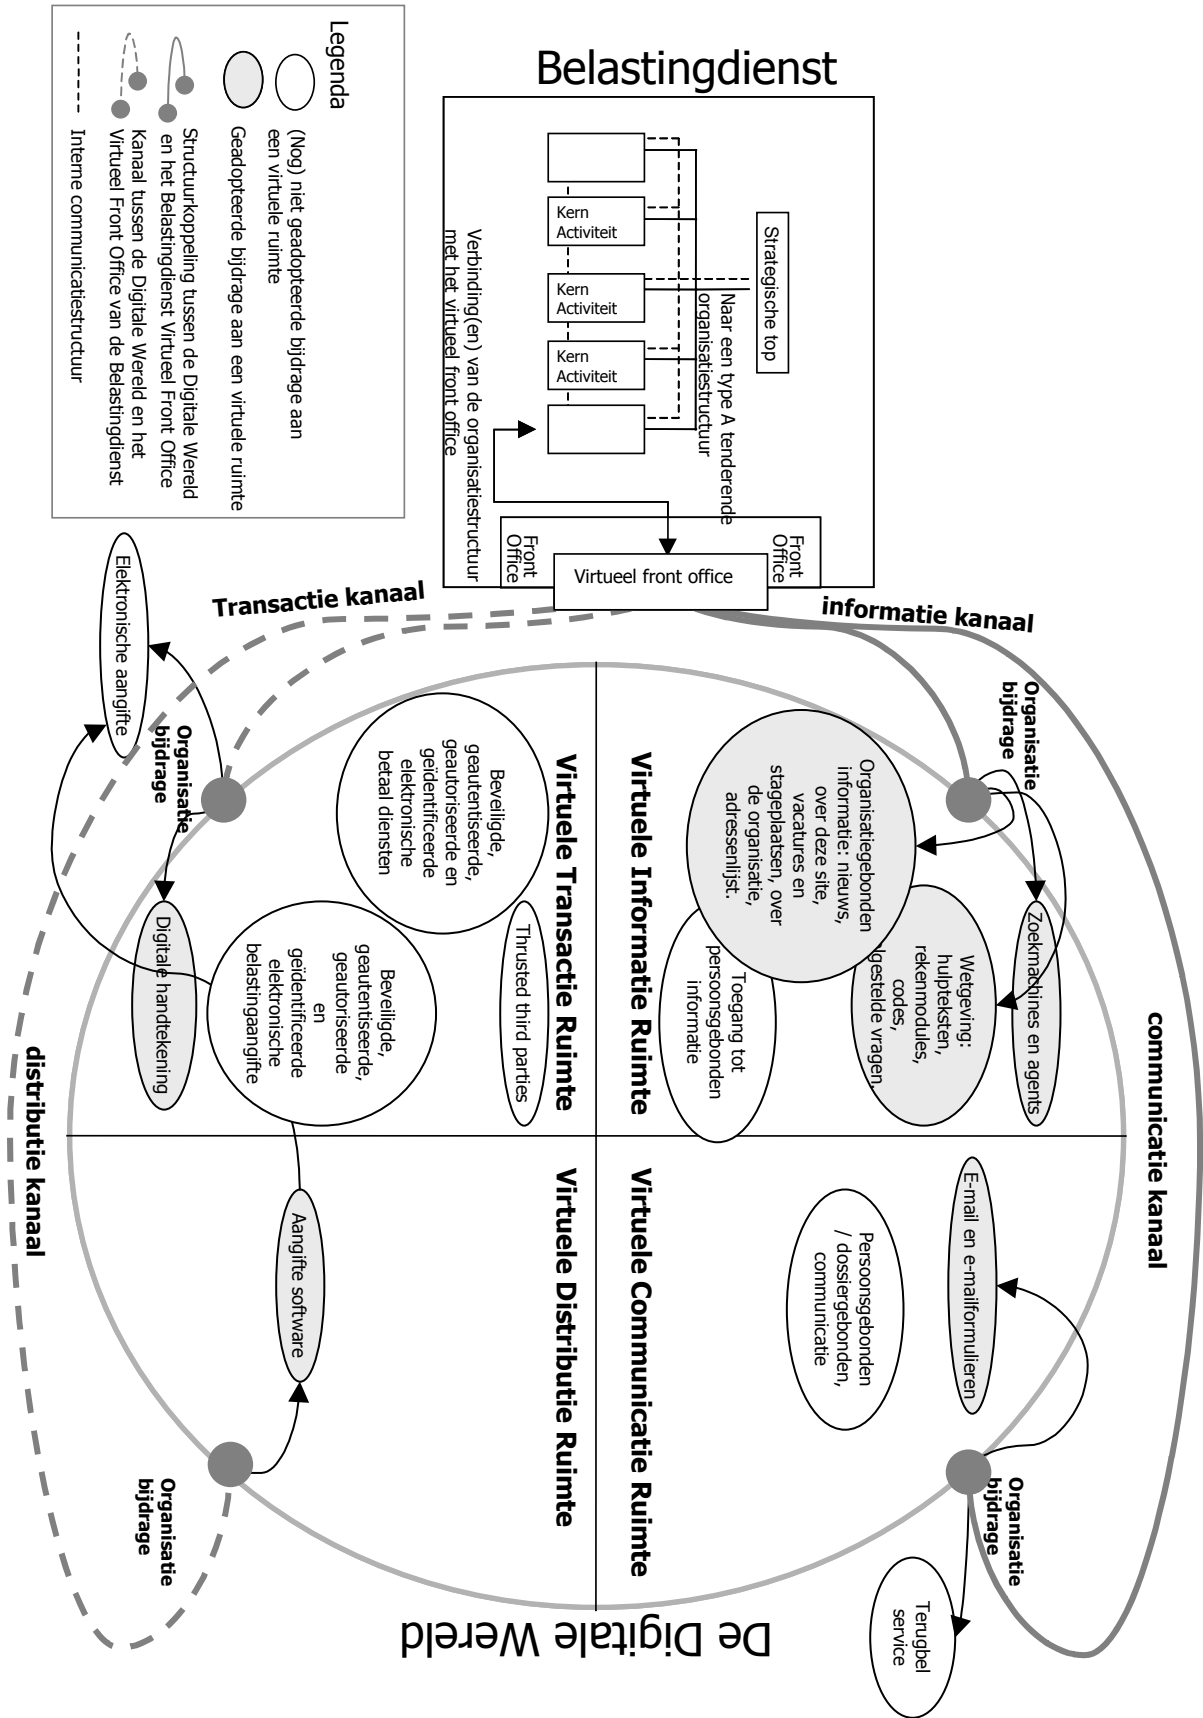 Belastingdienst
Strategische top
Naar een type A tenderende
organisatiestructuur
Kern
Activiteit
Kern
Activiteit
Kern
Activiteit
Verbinding(en) van de organisatiestructuur
met het virtueel front office
Front
Office
Front
Office
Virtueel front office
Legenda
(Nog) niet geadopteerde bijdrage aan
een virtuele ruimte
Geadopteerde bijdrage aan een virtuele ruimte
Structuurkoppeling tussen de Digitale Wereld
en het Belastingdienst Virtueel Front Office
Kanaal tussen de Digitale Wereld en het
Virtueel Front Office van de Belastingdienst
Interne communicatiestructuur
informatie kanaal
Transactie kanaal
communicatie kanaal
distributie kanaal
Organisatie
bijdrage
Zoekmachines en agents
Wetgeving:
hulpteksten,
rekenmodules,
codes,
lgestelde vragen,
Organisatiegebonden
informatie: nieuws,
over deze site,
vacatures en
stageplaatsen, over
de organisatie,
adressenlijst.
Toegang tot
persoonsgebonden
informatie
Virtuele Informatie Ruimte
Virtuele Transactie Ruimte
Thrusted third parties
Beveiligde,
geautentiseerde,
geautoriseerde en
geïdentificeerde
elektronische
betaal diensten
Beveiligde,
geautentiseerde,
geautoriseerde
en
geïdentificeerde
elektronische
belastingaangifte
Organisatie
bijdrage
Digitale handtekening
Elektronische aangifte
E-mail en e-mailformulieren
Persoonsgebonden
/ dossiergebonden,
communicatie
Virtuele Communicatie Ruimte
Virtuele Distributie Ruimte
Aangifte software
Organisatie
bijdrage
Organisatie
bijdrage
Terugbel
service
De Digitale Wereld